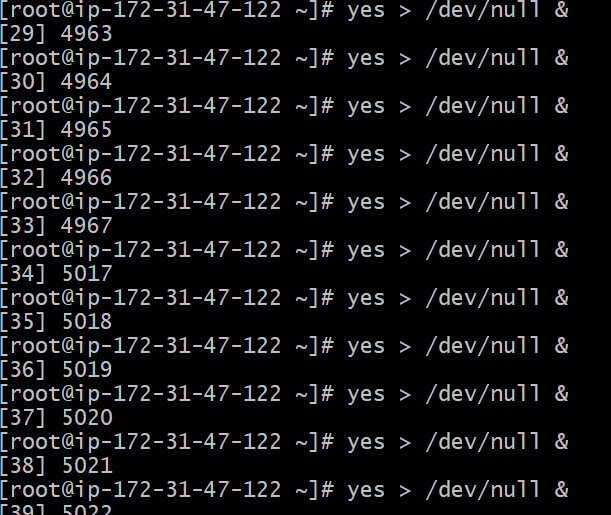 [root@ip-172-31-47-122 ~]# yes > /dev/null &
[29] 4963
[root@ip-172-31-47-122 ~]# yes > /dev/null &
[30] 4964
[root@ip-172-31-47-122 ~]# yes > /dev/null &
[31] 4965
[root@ip-172-31-47-122 ~]# yes > /dev/null &
[32] 4966
[root@ip-172-31-47-122 ~]# yes > /dev/null &
[33] 4967
[root@ip-172-31-47-122 ~]# yes > /dev/null &
[34] 5017
[root@ip-172-31-47-122 ~]# yes > /dev/null &
[35] 5018
[root@ip-172-31-47-122 ~]# yes > /dev/null &
[36] 5019
[root@ip-172-31-47-122 ~]# yes > /dev/null &
[37] 5020
[root@ip-172-31-47-122 ~]# yes > /dev/null &
[38] 5021
[root@ip-172-31-47-122 ~]# yes > /dev/null &
[39] 5022